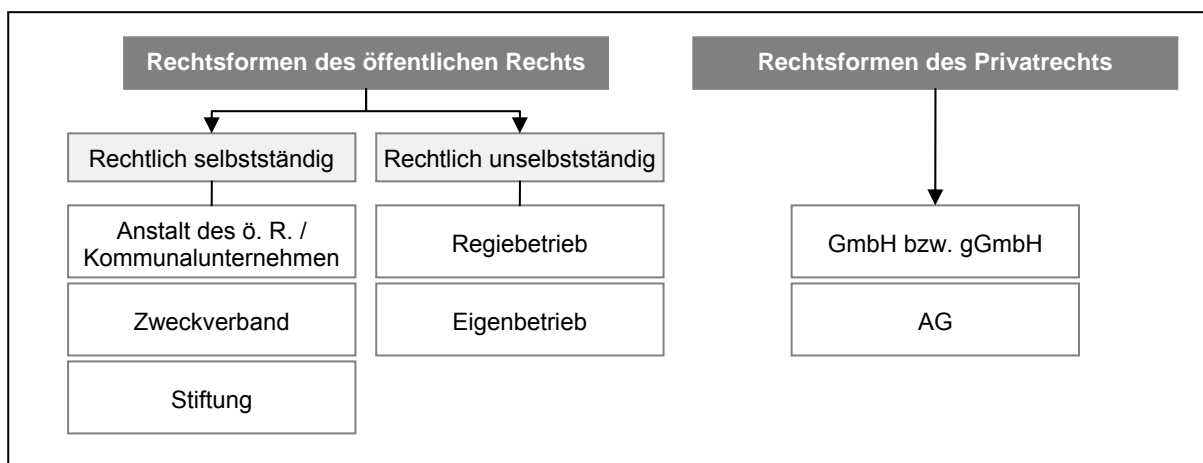 Rechtsformen des öffentlichen Rechts
Rechtsformen des Privatrechts
Rechtlich selbstständig
Rechtlich unselbstständig
Anstalt des ö. R. /
Kommunalunternehmen
Regiebetrieb
GmbH bzw. gGmbH
Zweckverband
Eigenbetrieb
AG
Stiftung